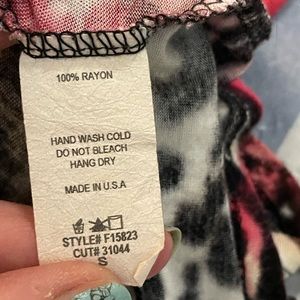 100% RAYON
HAND WASH COLD
DO NOT BLEACH
HANG DRY
MADE IN U.S.A
STYLE# F15823
CUT# 31044
S